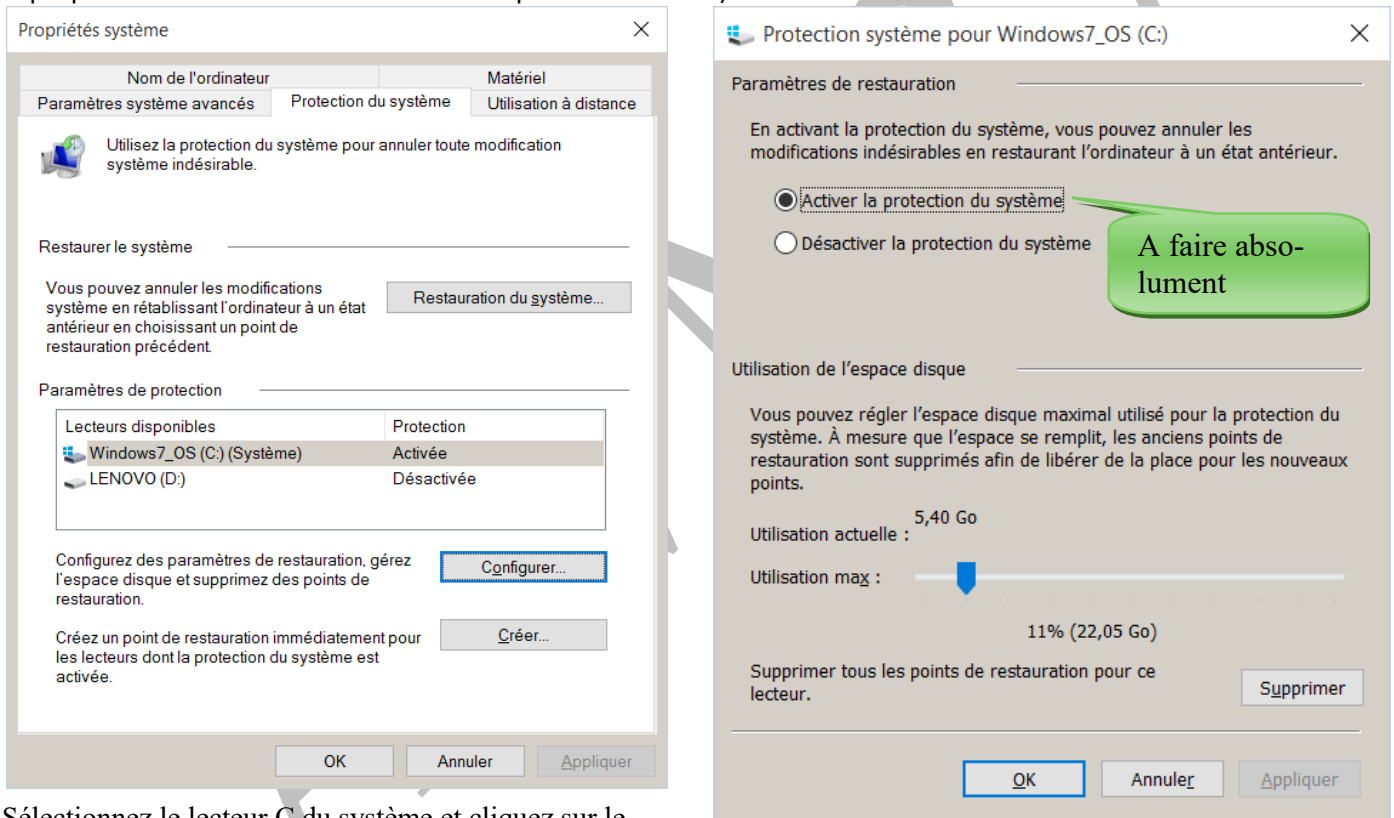 Propriétés système
Nom de l'ordinateur
Matériel
Paramètres système avancés
Protection du système
Utilisation à distance
Utilisez la protection du système pour annuler toute modification
système indésirable.
Restaurer le système
Vous pouvez annuler les modifications
système en rétablissant l'ordinateur à un état
antérieur en choisissant un point de
restauration précédent.
Restauration du système...
Paramètres de protection
Lecteurs disponibles
Protection
Windows7_OS (C:) (Système)
Activée
LENOVO (D:)
Désactivée
Configurez des paramètres de restauration, gérez
l'espace disque et supprimez des points de
restauration.
Configurer...
Créez un point de restauration immédiatement pour
les lecteurs dont la protection du système est
activée.
Créer...
OK
Annuler
Appliquer
Sélectionnez le lecteur C du système et cliquez sur le
Protection système pour Windows7_OS (C:)
Paramètres de restauration
En activant la protection du système, vous pouvez annuler les
modifications indésirables en restaurant l'ordinateur à un état antérieur.
Activer la protection du système
Désactiver la protection du système
A faire abso-
lument
Utilisation de l'espace disque
Vous pouvez régler l'espace disque maximal utilisé pour la protection du
système. À mesure que l'espace se remplit, les anciens points de
restauration sont supprimés afin de libérer de la place pour les nouveaux
points.
5,40 Go
Utilisation actuelle :
Utilisation max :
11% (22,05 Go)
Supprimer tous les points de restauration pour ce
lecteur.
Supprimer
OK
Annuler
Appliquer